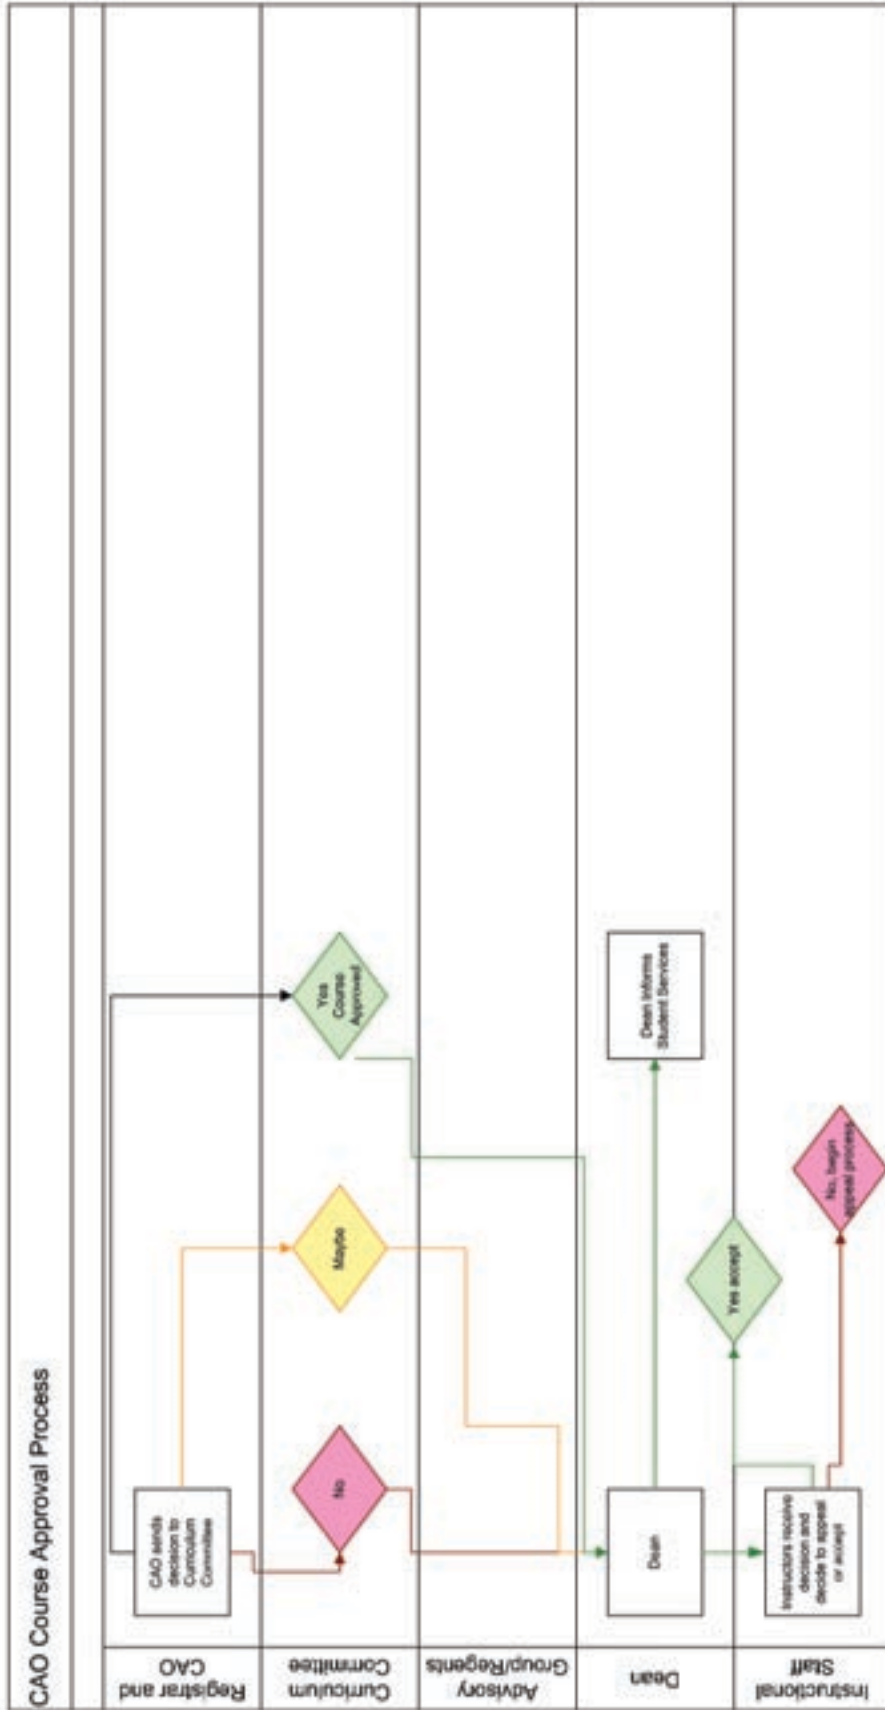 CAO Course Approval Process
Registrar and
CAO
CAO sends
decision to
Curriculum
Committee
Curriculum
Committee
No
Maybe
Yes
Course
Approved
Advisory
Group/Regents
Dean
Dean
Dean Informs
Student Services
Instructional
Staff
Instructors receive
decision and
decide to appeal
or accept
Yes accept
No, begin
appeal process